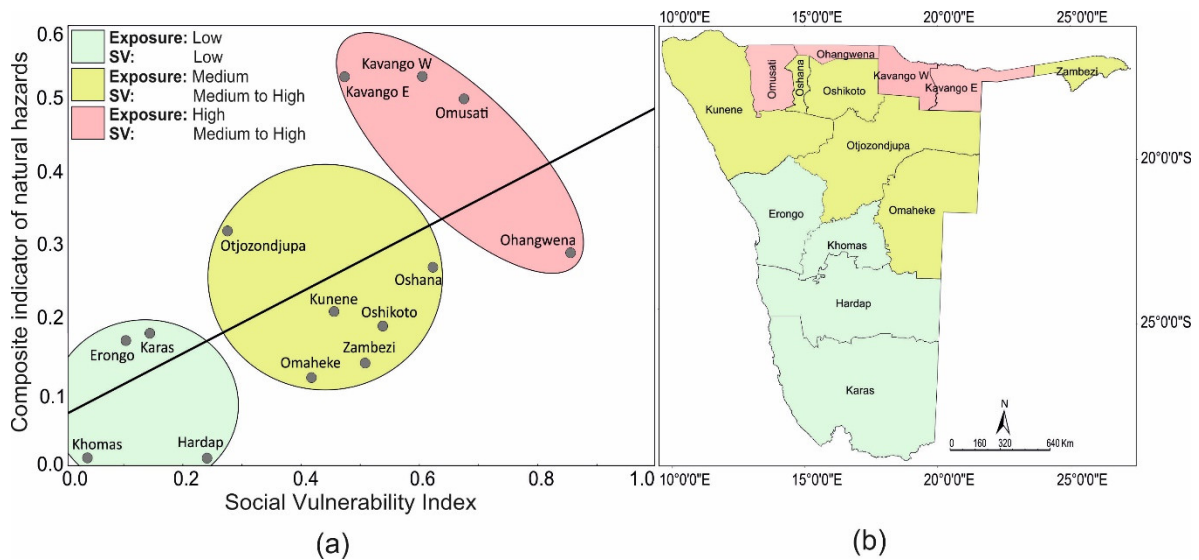 Exposure: Low
SV: Low
Exposure: Medium
SV: Medium to High
Exposure: High
SV: Medium to High
Composite indicator of natural hazards
0.6
0.5
0.4
0.3
0.2
0.1
0.0
Kavango W
Kavango E
Omusati
Ohangwena
Otjozondjupa
Oshana
Kunene
Oshikoto
Zambezi
Omaheke
Erongo
Karas
Khomas
Hardap
0.0 0.2 0.4 0.6 0.8 1.0
Social Vulnerability Index
(a)
10°0'0"E 15°0'0"E 20°0'0"E 25°0'0"E
Ohangwena
Omusati
Oshana
Oshikoto
Kavango W
Kavango E
Zambezi
Kunene
Otjozondjupa
20°0'0"S
Erongo
Omaheke
Khomas
Hardap
25°0'0"S
Karas
N
0 160 320 640 Km
10°0'0"E 15°0'0"E 20°0'0"E 25°0'0"E
(b)